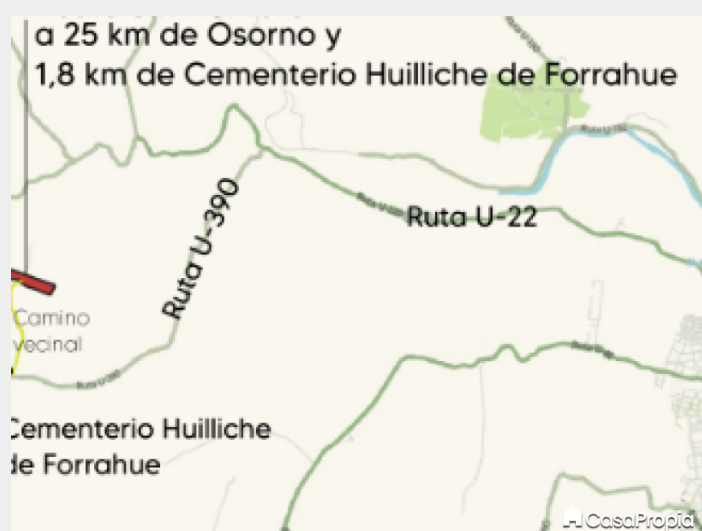 a 25 km de Osorno y
1,8 km de Cementerio Huilliche de Forrahue
Ruta U-390
Ruta U-22
Camino
vecinal
Cementerio Huilliche
de Forrahue
CasaPropia